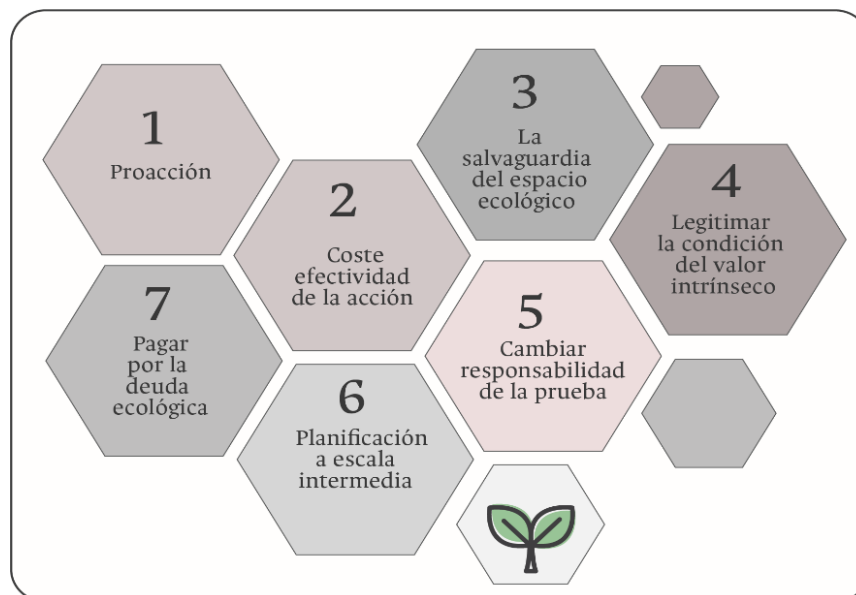 1
Proacción
2
Coste
efectividad
de la acción
3
La
salvaguardia
del espacio
ecológico
4
Legitimar
la condición
del valor
intrínseco
5
Cambiar
responsabilidad
de la prueba
6
Planificación
a escala
intermedia
7
Pagar
por la
deuda
ecológica